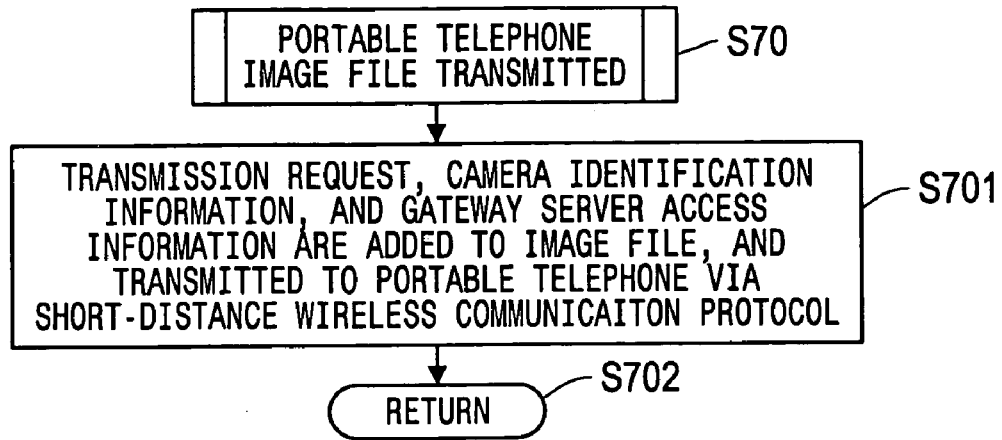 PORTABLE TELEPHONE
IMAGE FILE TRANSMITTED
S70
TRANSMISSION REQUEST, CAMERA IDENTIFICATION
INFORMATION, AND GATEWAY SERVER ACCESS
INFORMATION ARE ADDED TO IMAGE FILE, AND
TRANSMITTED TO PORTABLE TELEPHONE VIA
SHORT-DISTANCE WIRELESS COMMUNICAITON PROTOCOL
S701
RETURN
S702